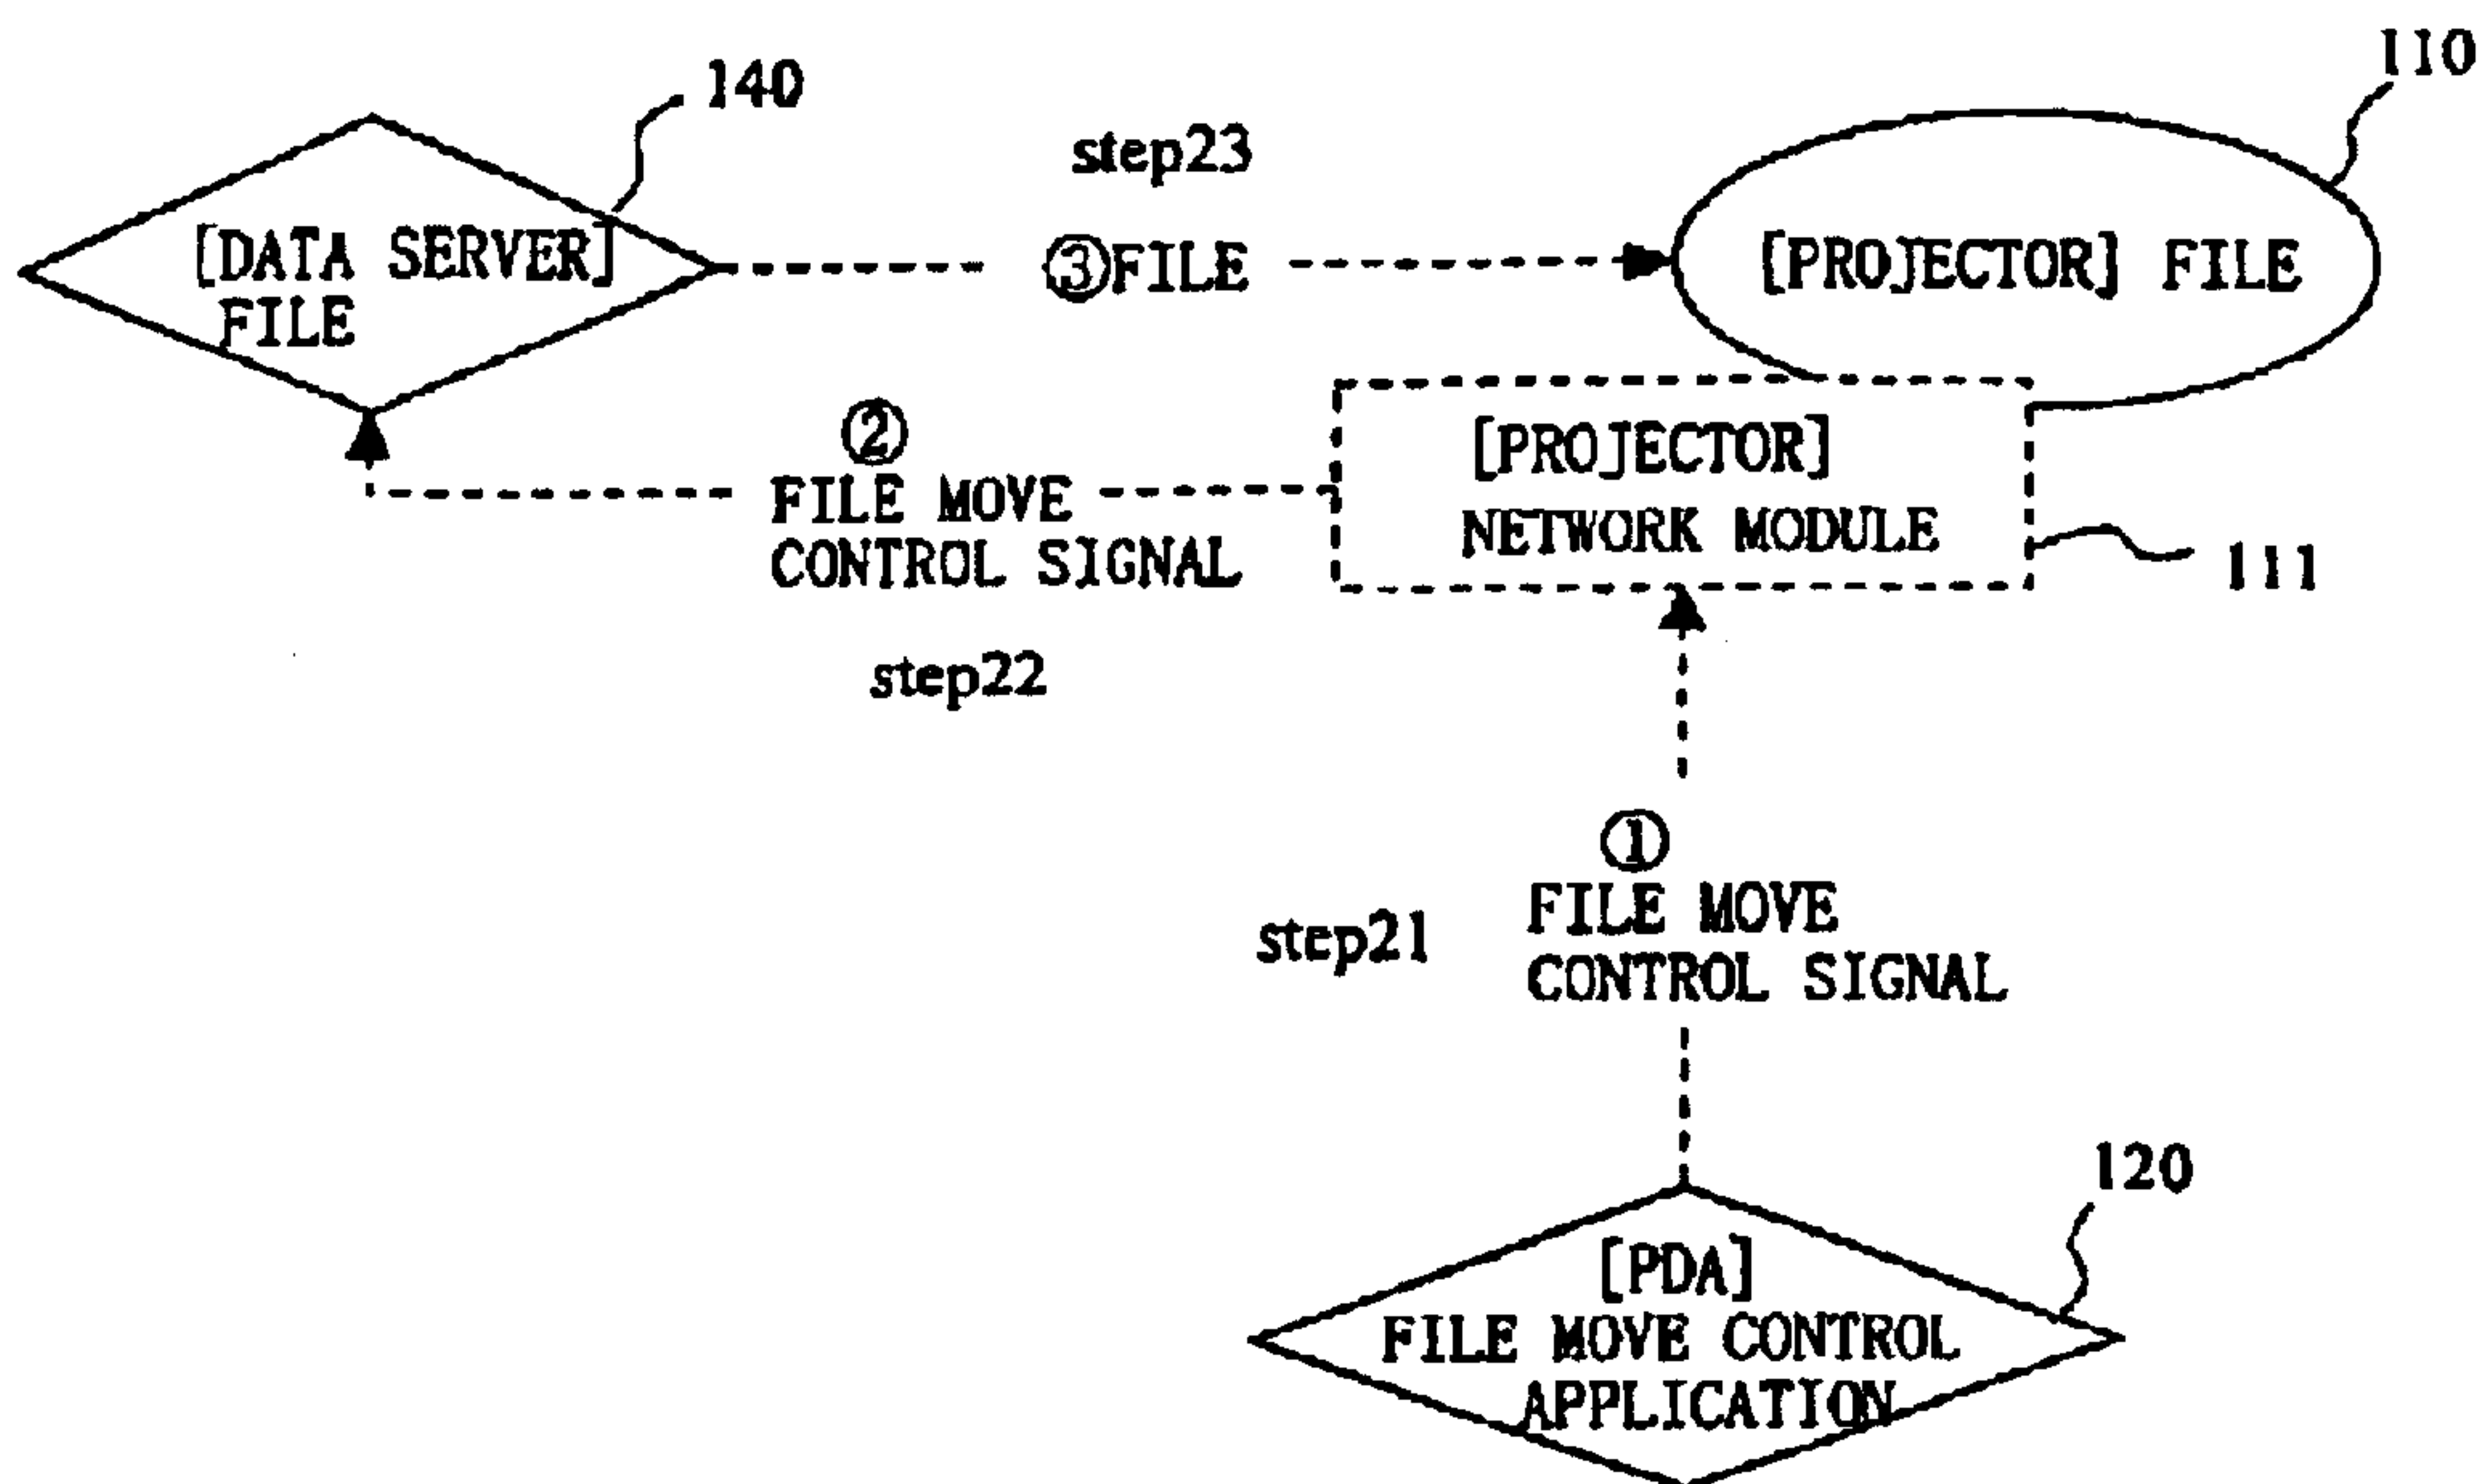 110
140
step23
[DATA SERVER]
FILE
③FILE
[PROJECTOR] FILE
②
FILE MOVE
CONTROL SIGNAL
[PROJECTOR]
NETWORK MODULE
111
step22
①
FILE MOVE
CONTROL SIGNAL
step21
120
[PDA]
FILE MOVE CONTROL
APPLICATION